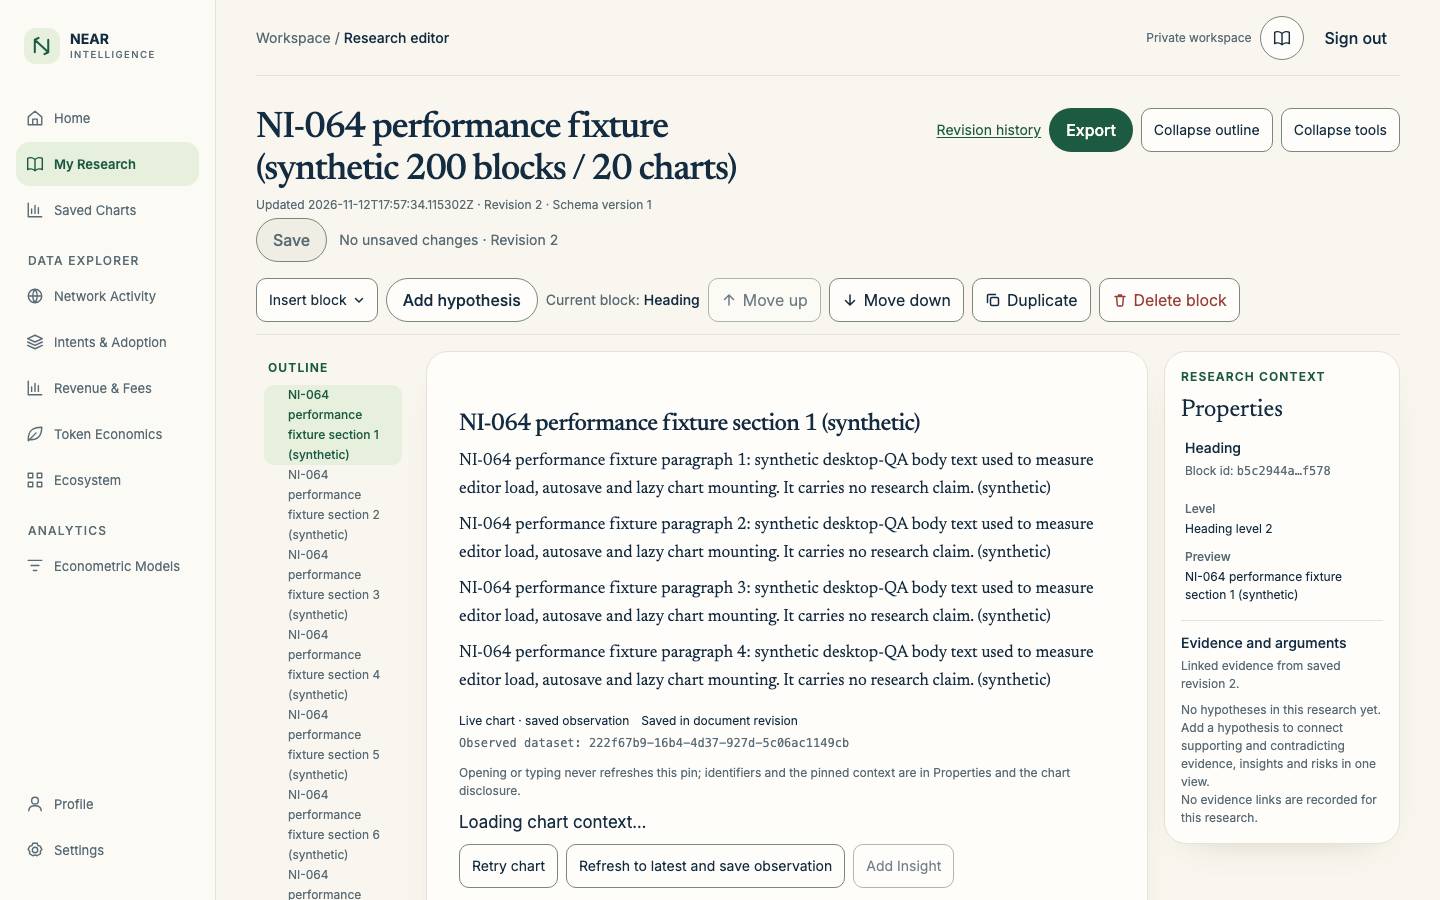 NEAR
INTELLIGENCE
Home
My Research
Saved Charts
DATA EXPLORER
Network Activity
Intents & Adoption
Revenue & Fees
Token Economics
Ecosystem
ANALYTICS
Econometric Models
Profile
Settings
Workspace / Research editor
Private workspace
Sign out
NI-064 performance fixture
(synthetic 200 blocks / 20 charts)
Revision history
Export
Collapse outline
Collapse tools
Updated 2026-11-12T17:57:34.115302Z · Revision 2 · Schema version 1
Save
No unsaved changes · Revision 2
Insert block
Add hypothesis
Current block: Heading
Move up
Move down
Duplicate
Delete block
OUTLINE
NI-064
performance
fixture section 1
(synthetic)
NI-064
performance
fixture section 2
(synthetic)
NI-064
performance
fixture section 3
(synthetic)
NI-064
performance
fixture section 4
(synthetic)
NI-064
performance
fixture section 5
(synthetic)
NI-064
performance
fixture section 6
(synthetic)
NI-064
performance
NI-064 performance fixture section 1 (synthetic)
NI-064 performance fixture paragraph 1: synthetic desktop-QA body text used to measure
editor load, autosave and lazy chart mounting. It carries no research claim. (synthetic)
NI-064 performance fixture paragraph 2: synthetic desktop-QA body text used to measure
editor load, autosave and lazy chart mounting. It carries no research claim. (synthetic)
NI-064 performance fixture paragraph 3: synthetic desktop-QA body text used to measure
editor load, autosave and lazy chart mounting. It carries no research claim. (synthetic)
NI-064 performance fixture paragraph 4: synthetic desktop-QA body text used to measure
editor load, autosave and lazy chart mounting. It carries no research claim. (synthetic)
Live chart · saved observation Saved in document revision
Observed dataset: 222f67b9-16b4-4d37-927d-5c06ac1149cb
Opening or typing never refreshes this pin; identifiers and the pinned context are in Properties and the chart
disclosure.
Loading chart context…
Retry chart
Refresh to latest and save observation
Add Insight
RESEARCH CONTEXT
Properties
Heading
Block id: b5c2944a…f578
Level
Heading level 2
Preview
NI-064 performance fixture
section 1 (synthetic)
Evidence and arguments
Linked evidence from saved
revision 2.
No hypotheses in this research yet.
Add a hypothesis to connect
supporting and contradicting
evidence, insights and risks in one
view.
No evidence links are recorded for
this research.